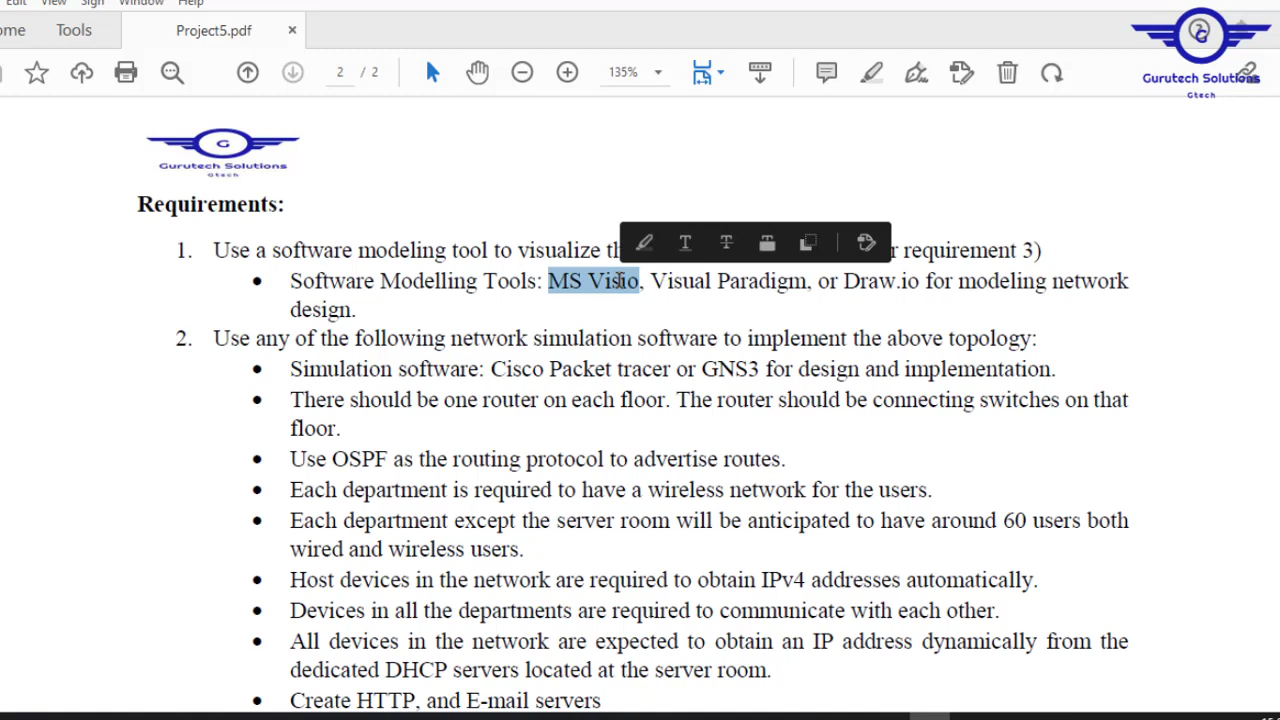 Edit View Sign Window Help
ome Tools Project5.pdf ×
2 / 2 135%
G
Gurutech Solutions
Gtech
G
Gurutech Solutions
Gtech
Requirements:
1. Use a software modeling tool to visualize th r requirement 3)
• Software Modelling Tools: MS Visio, Visual Paradigm, or Draw.io for modeling network
design.
2. Use any of the following network simulation software to implement the above topology:
• Simulation software: Cisco Packet tracer or GNS3 for design and implementation.
• There should be one router on each floor. The router should be connecting switches on that
floor.
• Use OSPF as the routing protocol to advertise routes.
• Each department is required to have a wireless network for the users.
• Each department except the server room will be anticipated to have around 60 users both
wired and wireless users.
• Host devices in the network are required to obtain IPv4 addresses automatically.
• Devices in all the departments are required to communicate with each other.
• All devices in the network are expected to obtain an IP address dynamically from the
dedicated DHCP servers located at the server room.
• Create HTTP, and E-mail servers